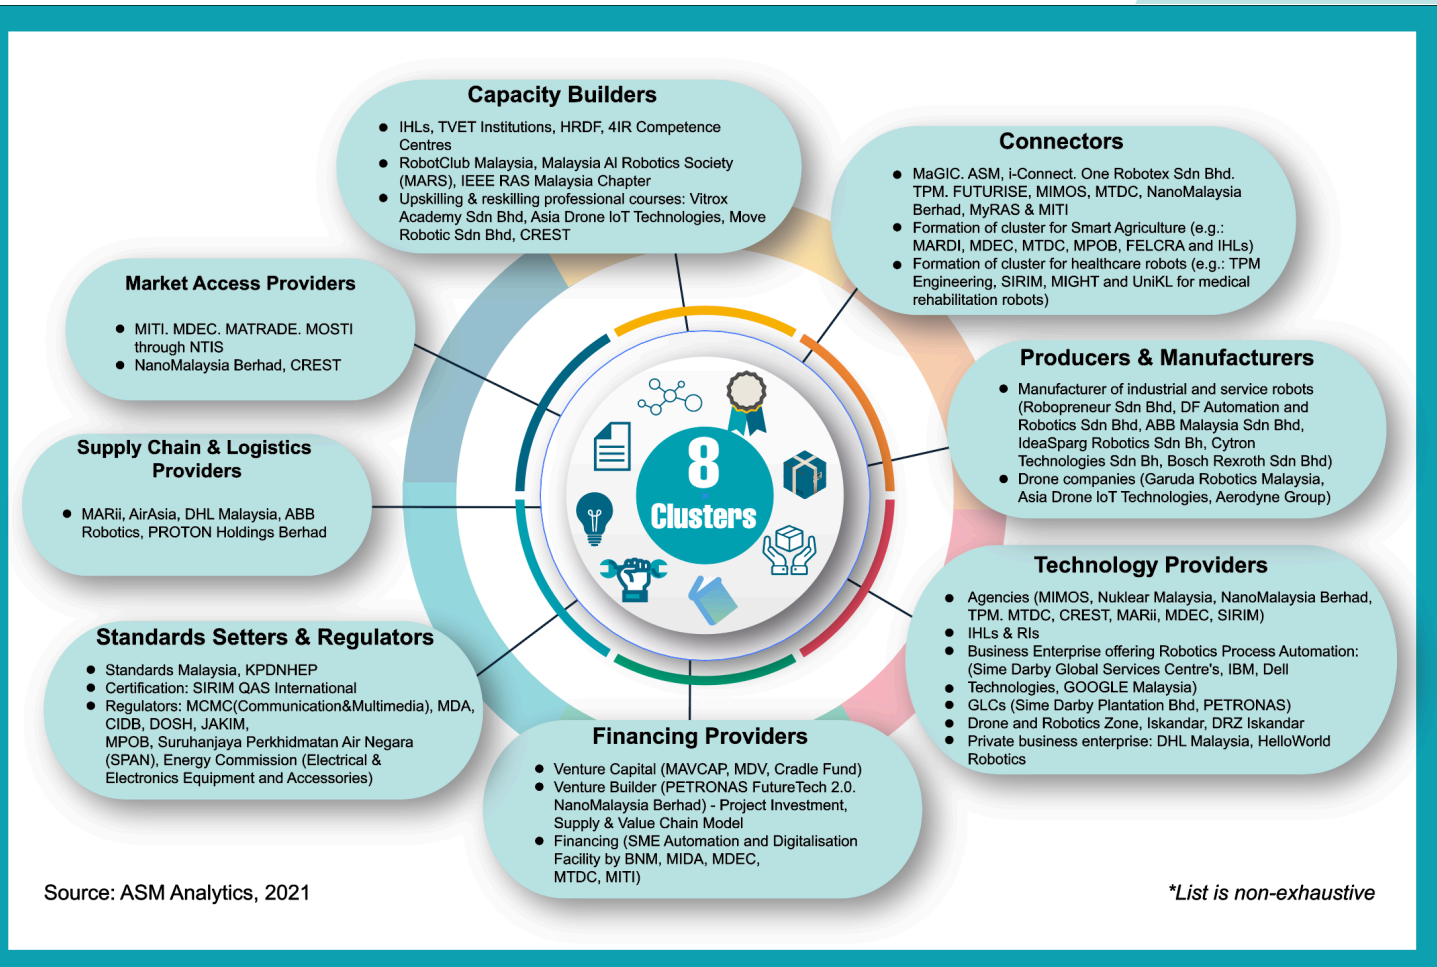 Capacity Builders
● IHLs, TVET Institutions, HRDF, 4IR Competence
Centres
● RobotClub Malaysia, Malaysia AI Robotics Society
(MARS), IEEE RAS Malaysia Chapter
● Upskilling & reskilling professional courses: Vitrox
Academy Sdn Bhd, Asia Drone IoT Technologies, Move
Robotic Sdn Bhd, CREST
Connectors
● MaGIC. ASM, i-Connect. One Robotex Sdn Bhd.
TPM. FUTURISE, MIMOS, MTDC, NanoMalaysia
Berhad, MyRAS & MITI
● Formation of cluster for Smart Agriculture (e.g.:
MARDI, MDEC, MTDC, MPOB, FELCRA and IHLs)
● Formation of cluster for healthcare robots (e.g.: TPM
Engineering, SIRIM, MIGHT and UniKL for medical
rehabilitation robots)
Market Access Providers
● MITI. MDEC. MATRADE. MOSTI
through NTIS
● NanoMalaysia Berhad, CREST
Producers & Manufacturers
● Manufacturer of industrial and service robots
(Robopreneur Sdn Bhd, DF Automation and
Robotics Sdn Bhd, ABB Malaysia Sdn Bhd,
IdeaSparg Robotics Sdn Bh, Cytron
Technologies Sdn Bh, Bosch Rexroth Sdn Bhd)
● Drone companies (Garuda Robotics Malaysia,
Asia Drone IoT Technologies, Aerodyne Group)
Supply Chain & Logistics
Providers
● MARii, AirAsia, DHL Malaysia, ABB
Robotics, PROTON Holdings Berhad
8
Clusters
Technology Providers
● Agencies (MIMOS, Nuklear Malaysia, NanoMalaysia Berhad,
TPM. MTDC, CREST, MARii, MDEC, SIRIM)
● IHLs & RIs
● Business Enterprise offering Robotics Process Automation:
(Sime Darby Global Services Centre's, IBM, Dell
● Technologies, GOOGLE Malaysia)
● GLCs (Sime Darby Plantation Bhd, PETRONAS)
● Drone and Robotics Zone, Iskandar, DRZ Iskandar
● Private business enterprise: DHL Malaysia, HelloWorld
Robotics
Standards Setters & Regulators
● Standards Malaysia, KPDNHEP
● Certification: SIRIM QAS International
● Regulators: MCMC(Communication&Multimedia), MDA,
CIDB, DOSH, JAKIM,
MPOB, Suruhanjaya Perkhidmatan Air Negara
(SPAN), Energy Commission (Electrical &
Electronics Equipment and Accessories)
Financing Providers
● Venture Capital (MAVCAP, MDV, Cradle Fund)
● Venture Builder (PETRONAS FutureTech 2.0.
NanoMalaysia Berhad) - Project Investment,
Supply & Value Chain Model
● Financing (SME Automation and Digitalisation
Facility by BNM, MIDA, MDEC,
MTDC, MITI)
Source: ASM Analytics, 2021
*List is non-exhaustive